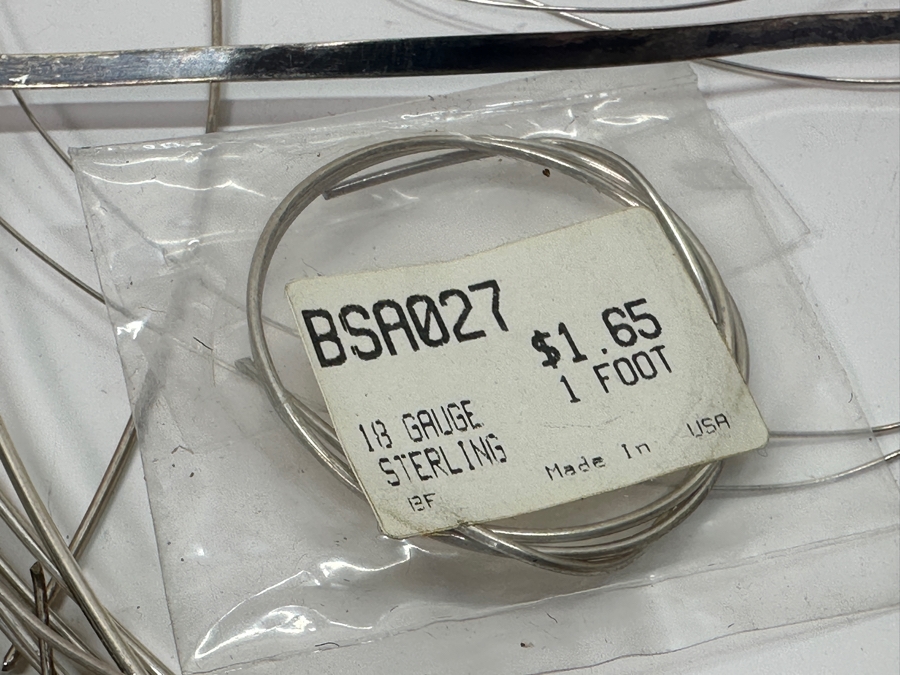 BSA027
$1.65
1 FOOT
18 GAUGE
STERLING
Made In USA
BF